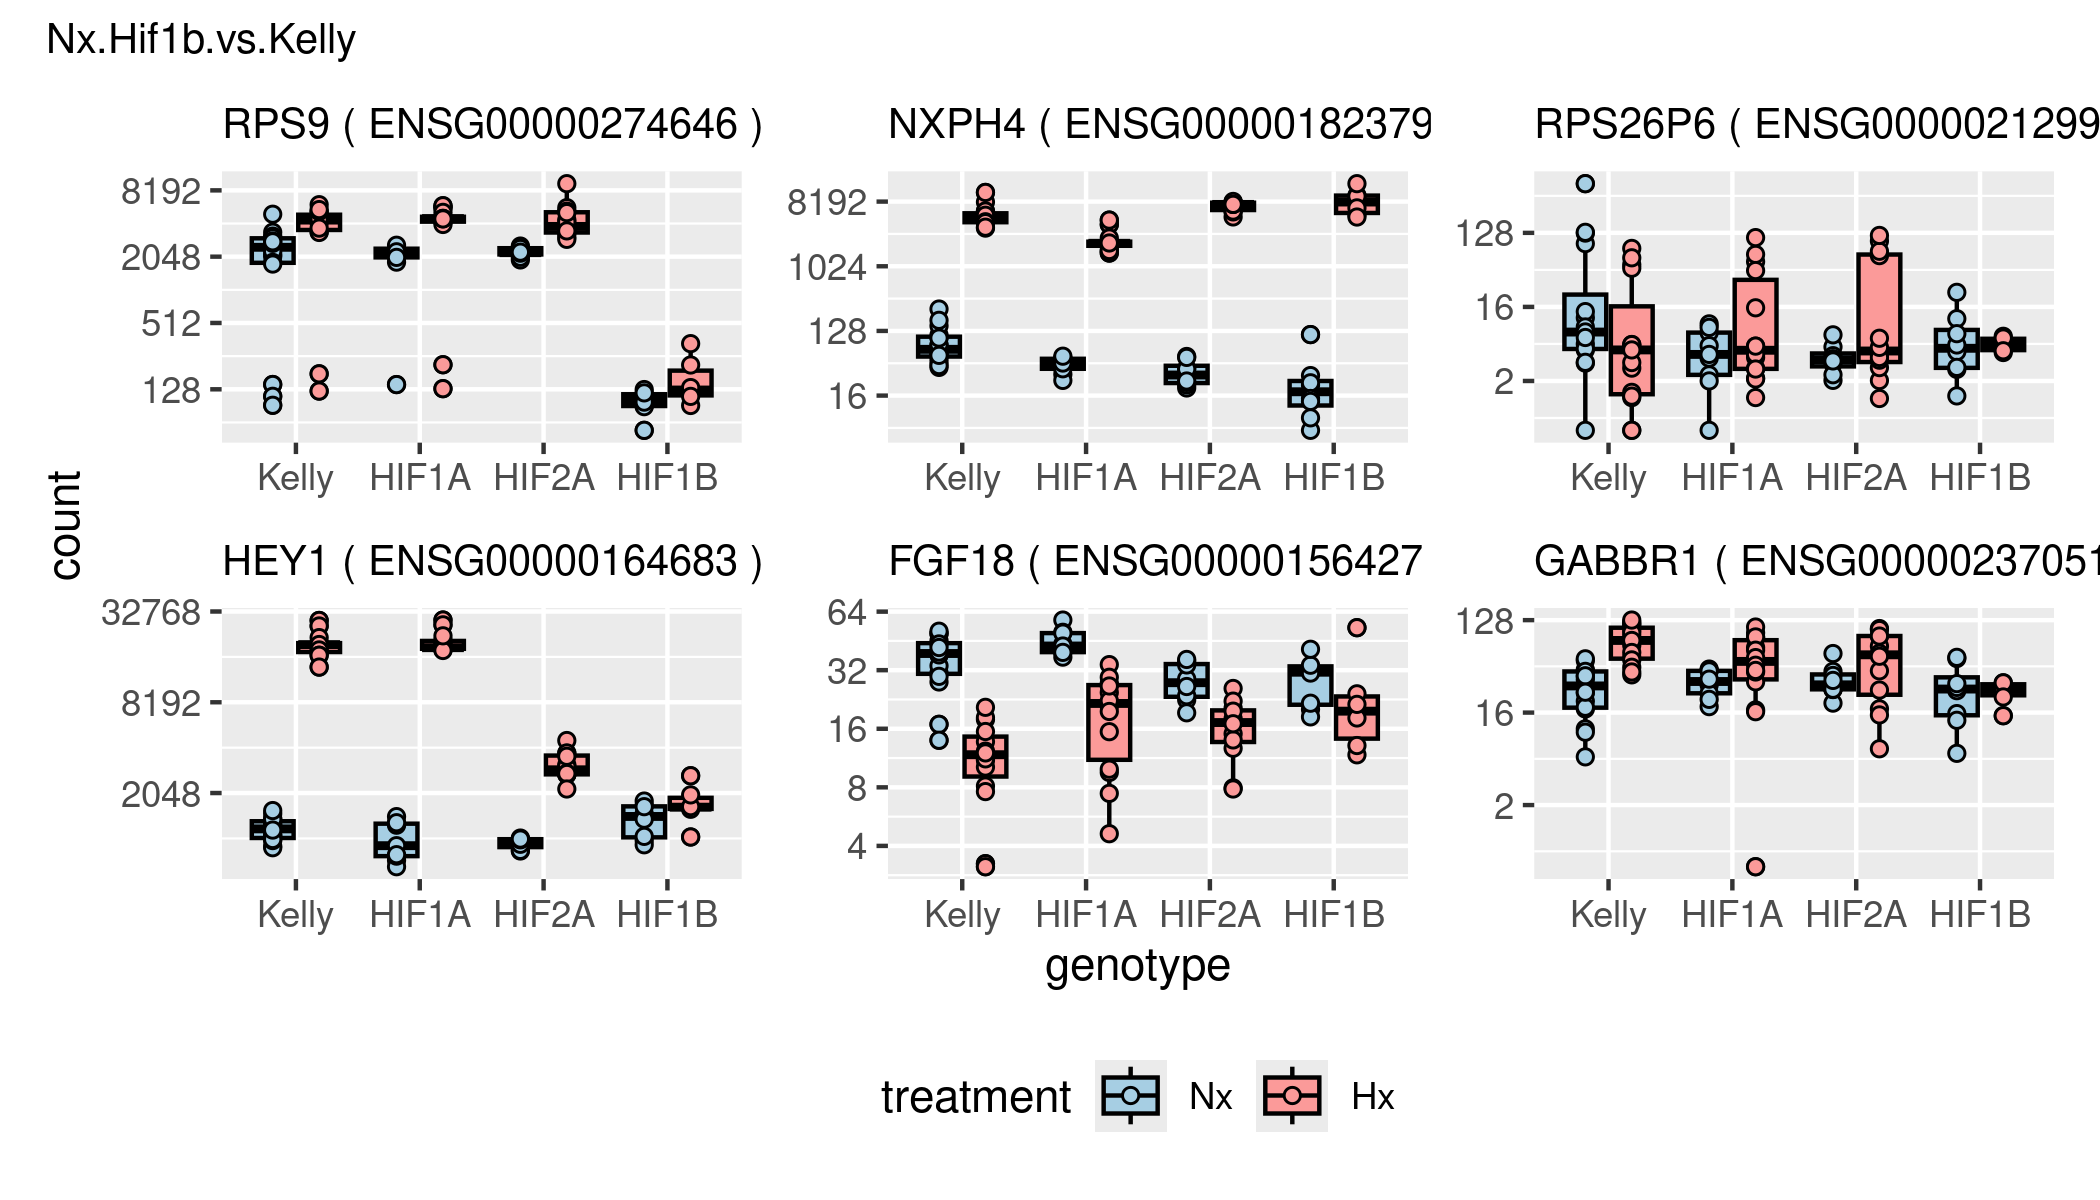 Nx.Hif1b.vs.Kelly
RPS9 ( ENSG00000274646 )
NXPH4 ( ENSG00000182379
RPS26P6 ( ENSG0000021299
8192
2048
512
128
Kelly HIF1A HIF2A HIF1B
8192
1024
128
16
Kelly HIF1A HIF2A HIF1B
128
16
2
Kelly HIF1A HIF2A HIF1B
count
HEY1 ( ENSG00000164683 )
FGF18 ( ENSG00000156427
GABBR1 ( ENSG00000237051
32768
8192
2048
Kelly HIF1A HIF2A HIF1B
64
32
16
8
4
Kelly HIF1A HIF2A HIF1B
128
16
2
Kelly HIF1A HIF2A HIF1B
genotype
treatment Nx Hx